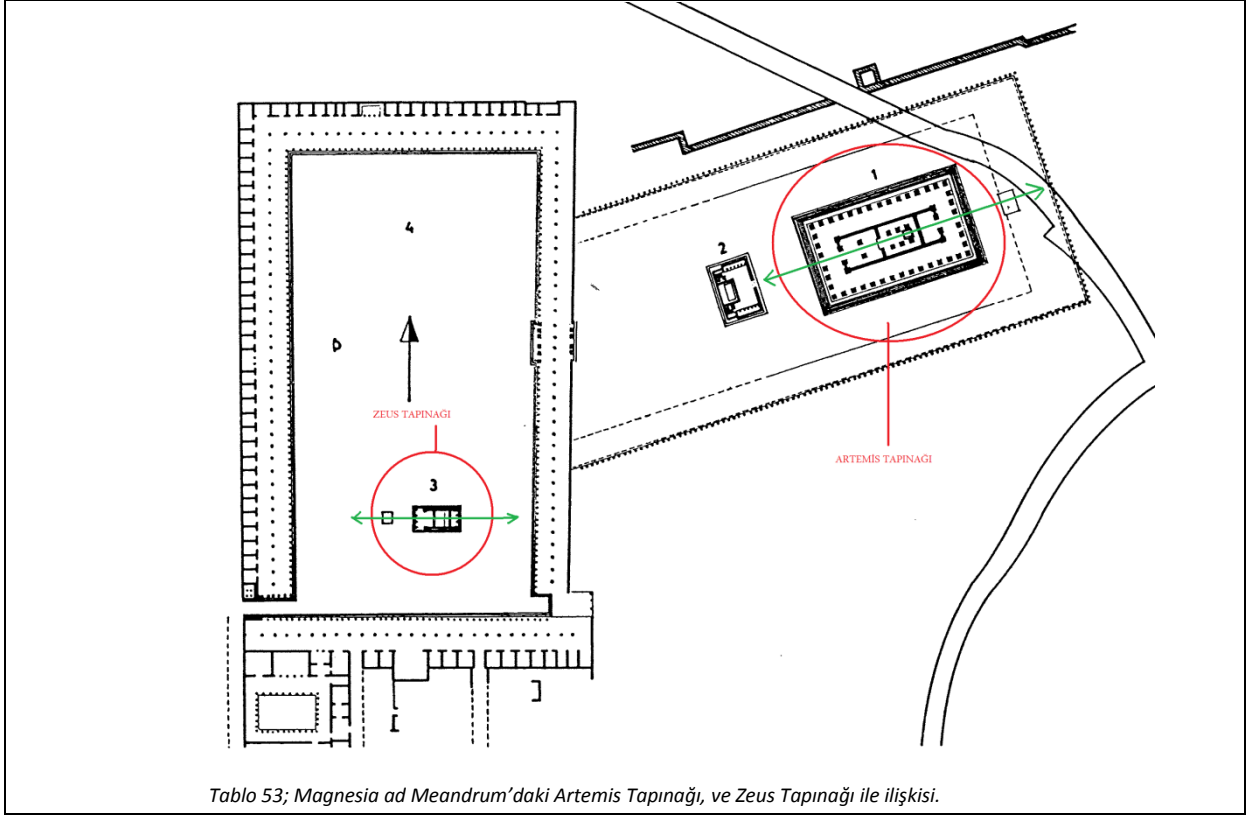 1
2
4
ZEUS TAPINAĞI
ARTEMİS TAPINAĞI
3
Tablo 53; Magnesia ad Meandrum’daki Artemis Tapınağı, ve Zeus Tapınağı ile ilişkisi.